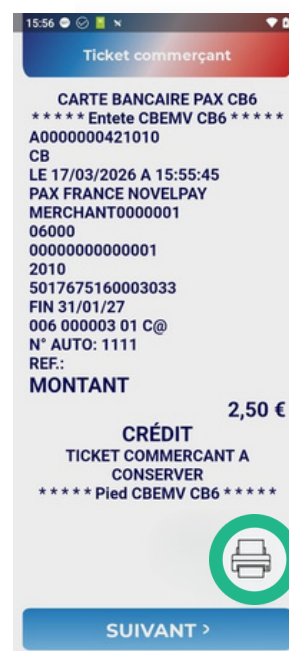 15:56
Ticket commerçant
CARTE BANCAIRE PAX CB6
* * * * * Entete CBEMV CB6 * * * * *
A0000000421010
CB
LE 17/03/2026 A 15:55:45
PAX FRANCE NOVELPAY
MERCHANT0000001
06000
00000000000001
2010
5017675160003033
FIN 31/01/27
006 000003 01 C@
N° AUTO: 1111
REF.:
MONTANT
2,50 €
CRÉDIT
TICKET COMMERCANT A
CONSERVER
* * * * * Pied CBEMV CB6 * * * * *
SUIVANT >